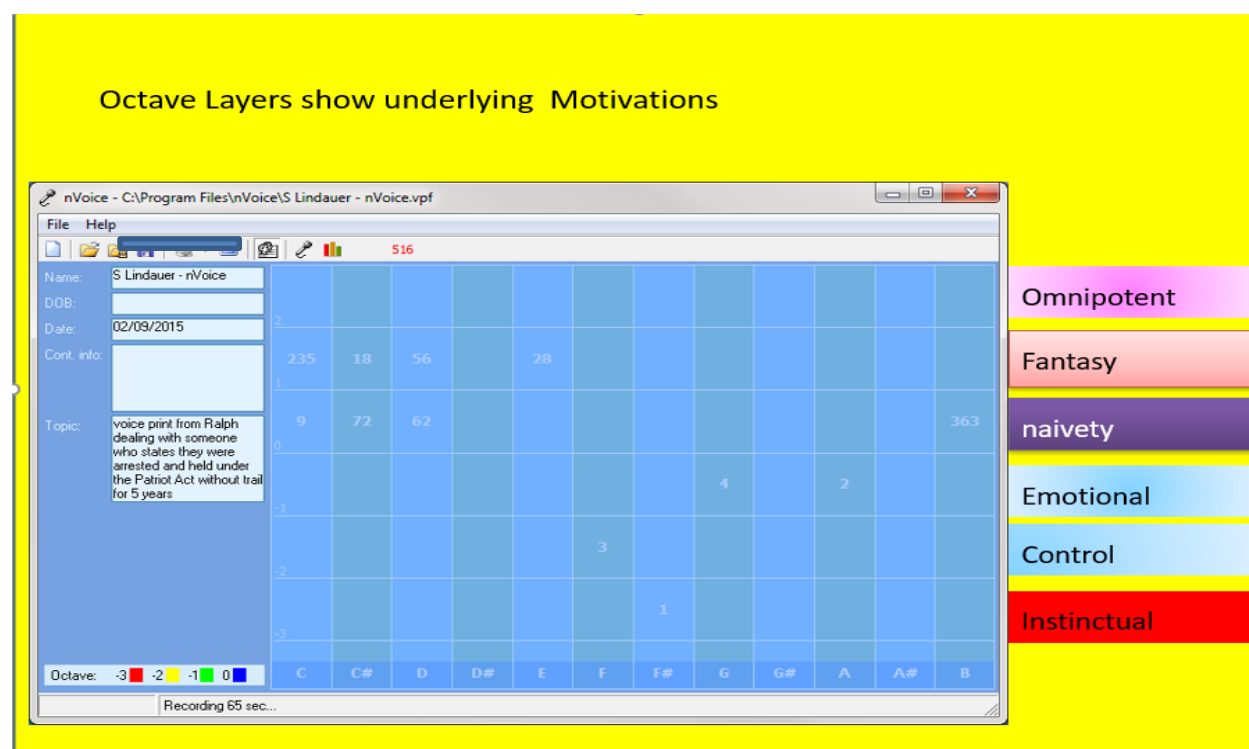 Octave Layers show underlying Motivations
nVoice - C:\Program Files\nVoice\S Lindauer - nVoice.vpf
File Help
516
Name: S Lindauer - nVoice
DOB:
Date: 02/09/2015
Cont. info:
Topic: voice print from Ralph
dealing with someone
who states they were
arrested and held under
the Patriot Act without trail
for 5 years
2
235 18 56 28
1
9 72 62 363
0
4 2
-1
3
-2
1
-3
C C# D D# E F F# G G# A A# B
Octave: -3 -2 -1 0
Recording 65 sec...
Omnipotent
Fantasy
naivety
Emotional
Control
Instinctual